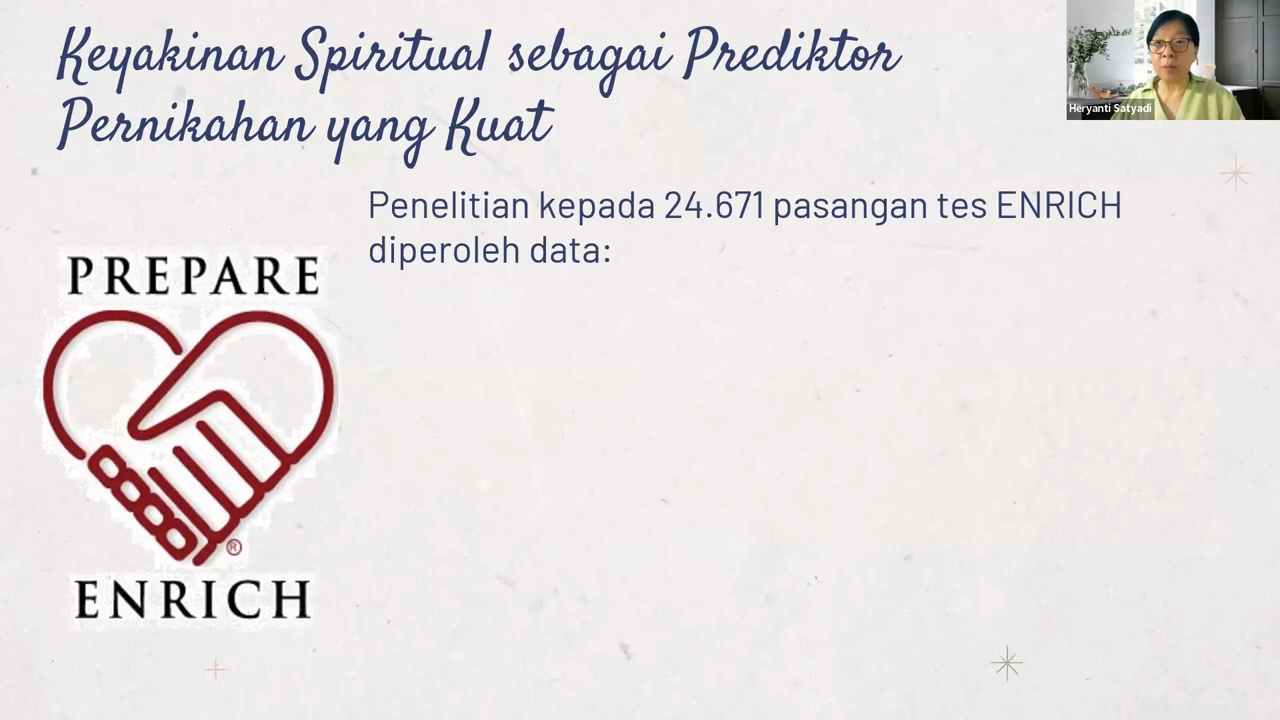 Keyakinan Spiritual sebagai Prediktor
Pernikahan yang Kuat
Heryanti Satyadi
Penelitian kepada 24.671 pasangan tes ENRICH
diperoleh data:
PREPARE
®
ENRICH